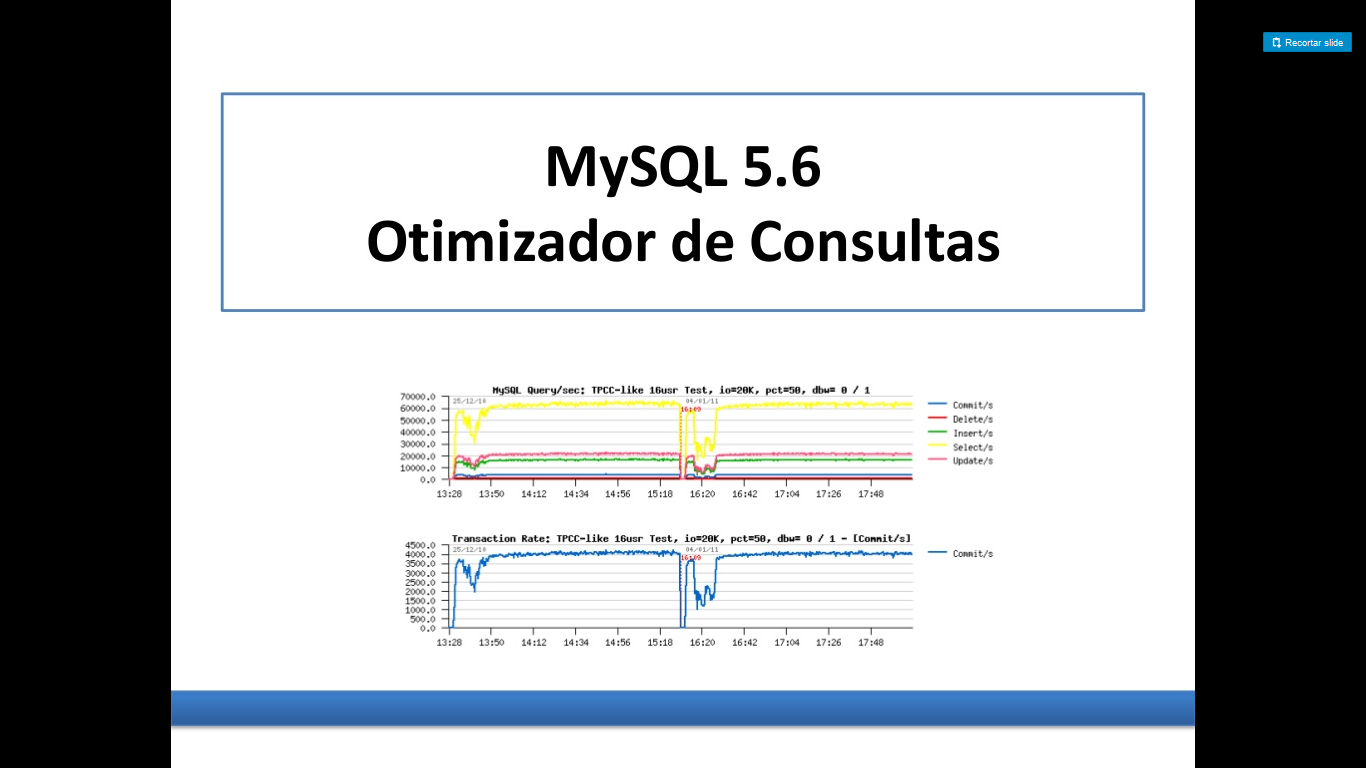 Recortar slide
MySQL 5.6
Otimizador de Consultas
MySQL Query/sec: TPCC-like 16usr Test, io=20K, pct=50, dbw= 0 / 1
70000.0
60000.0
50000.0
40000.0
30000.0
20000.0
10000.0
0.0
25/12/10
04/01/11
16:09
13:28 13:50 14:12 14:34 14:56 15:18 16:20 16:42 17:04 17:26 17:48
Commit/s
Delete/s
Insert/s
Select/s
Update/s
Transaction Rate: TPCC-like 16usr Test, io=20K, pct=50, dbw= 0 / 1 - [Commit/s]
4500.0
4000.0
3500.0
3000.0
2500.0
2000.0
1500.0
1000.0
500.0
0.0
25/12/10
04/01/11
16:09
13:28 13:50 14:12 14:34 14:56 15:18 16:20 16:42 17:04 17:26 17:48
Commit/s